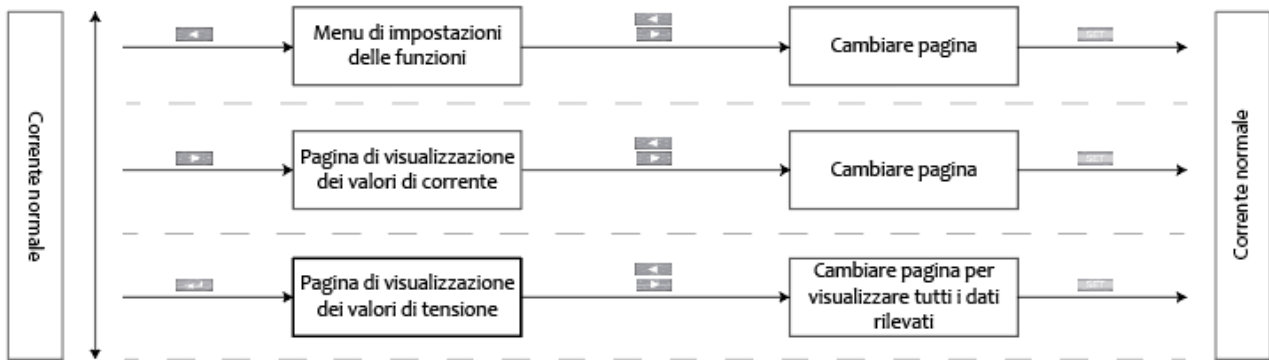 Corrente normale
Menu di impostazioni
delle funzioni
Cambiare pagina
SET
Pagina di visualizzazione
dei valori di corrente
Cambiare pagina
SET
Pagina di visualizzazione
dei valori di tensione
Cambiare pagina per
visualizzare tutti i dati
rilevati
SET
Corrente normale